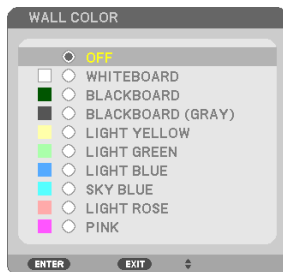 WALL COLOR
OFF
WHITEBOARD
BLACKBOARD
BLACKBOARD (GRAY)
LIGHT YELLOW
LIGHT GREEN
LIGHT BLUE
SKY BLUE
LIGHT ROSE
PINK
ENTER EXIT